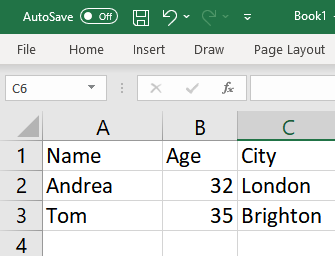 AutoSave Off Book1
File Home Insert Draw Page Layout
C6 fx
A B C
1 Name Age City
2 Andrea 32 London
3 Tom 35 Brighton
4